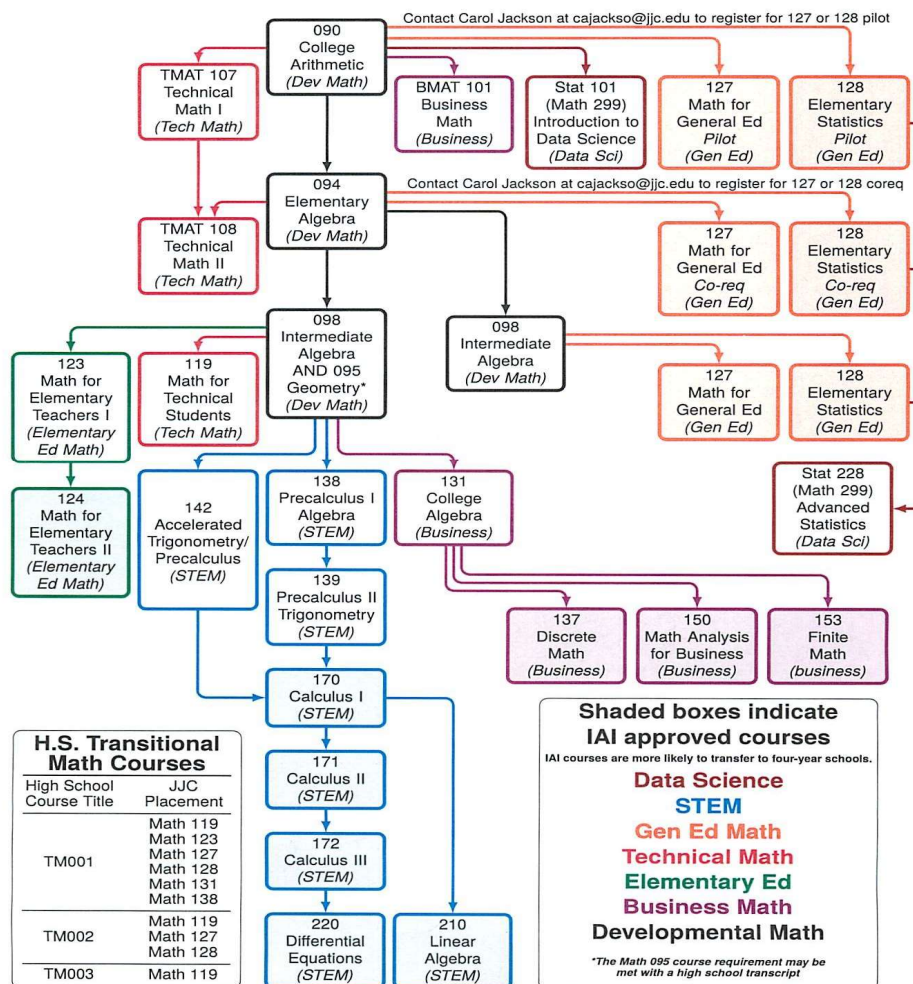 Contact Carol Jackson at cajackso@jjc.edu to register for 127 or 128 pilot
090
College
Arithmetic
(Dev Math)
TMAT 107
Technical
Math I
(Tech Math)
BMAT 101
Business
Math
(Business)
Stat 101
(Math 299)
Introduction to
Data Science
(Data Sci)
127
Math for
General Ed
Pilot
(Gen Ed)
128
Elementary
Statistics
Pilot
(Gen Ed)
Contact Carol Jackson at cajackso@jjc.edu to register for 127 or 128 coreq
094
Elementary
Algebra
(Dev Math)
TMAT 108
Technical
Math II
(Tech Math)
127
Math for
General Ed
Co-req
(Gen Ed)
128
Elementary
Statistics
Co-req
(Gen Ed)
098
Intermediate
Algebra
AND 095
Geometry*
(Dev Math)
098
Intermediate
Algebra
(Dev Math)
123
Math for
Elementary
Teachers I
(Elementary
Ed Math)
119
Math for
Technical
Students
(Tech Math)
127
Math for
General Ed
(Gen Ed)
128
Elementary
Statistics
(Gen Ed)
124
Math for
Elementary
Teachers II
(Elementary
Ed Math)
142
Accelerated
Trigonometry/
Precalculus
(STEM)
138
Precalculus I
Algebra
(STEM)
131
College
Algebra
(Business)
Stat 228
(Math 299)
Advanced
Statistics
(Data Sci)
139
Precalculus II
Trigonometry
(STEM)
137
Discrete
Math
(Business)
150
Math Analysis
for Business
(Business)
153
Finite
Math
(business)
170
Calculus I
(STEM)
171
Calculus II
(STEM)
172
Calculus III
(STEM)
220
Differential
Equations
(STEM)
210
Linear
Algebra
(STEM)
H.S. Transitional
Math Courses
High School
Course Title
JJC
Placement
TM001
Math 119
Math 123
Math 127
Math 128
Math 131
Math 138
TM002
Math 119
Math 127
Math 128
TM003
Math 119
Shaded boxes indicate
IAI approved courses
IAI courses are more likely to transfer to four-year schools.
Data Science
STEM
Gen Ed Math
Technical Math
Elementary Ed
Business Math
Developmental Math
*The Math 095 course requirement may be
met with a high school transcript